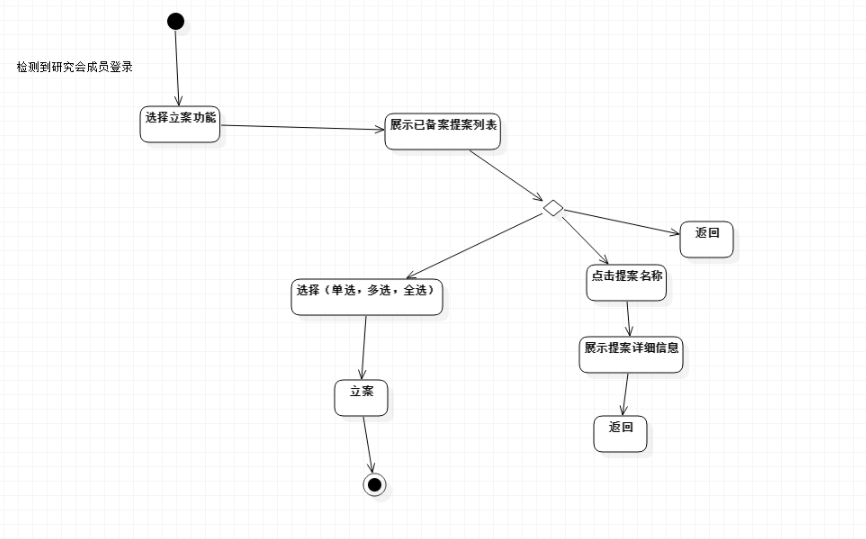 检测到研究会成员登录
选择立案功能
展示已备案提案列表
返回
点击提案名称
选择（单选，多选，全选）
展示提案详细信息
立案
返回